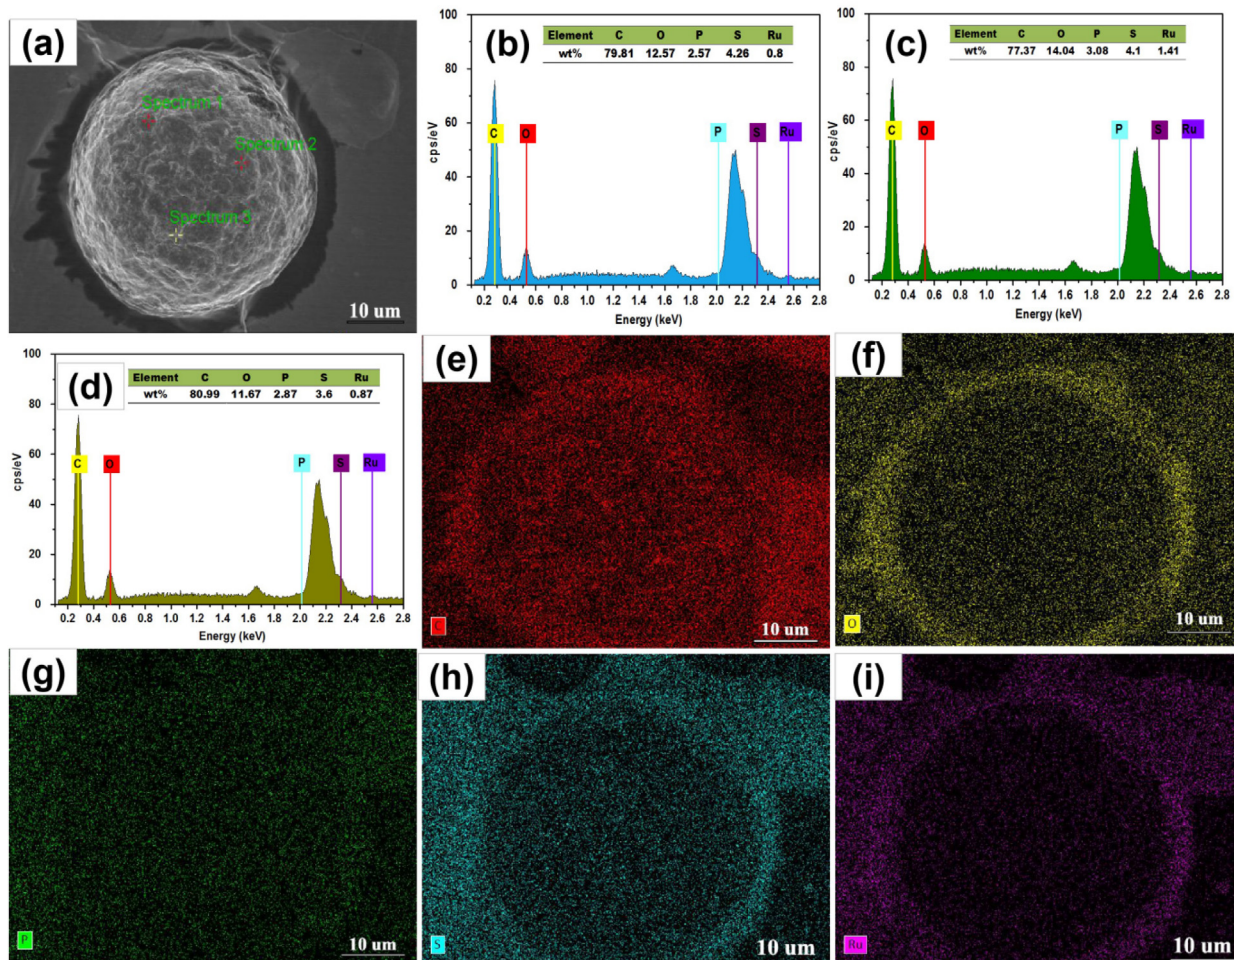 (a)
Spectrum 1
Spectrum 2
Spectrum 3
10 um
(b)
Element C O P S Ru
wt% 79.81 12.57 2.57 4.26 0.8
C O P S Ru
100
80
60
40
20
0
cps/eV
0.2 0.4 0.6 0.8 1.0 1.2 1.4 1.6 1.8 2.0 2.2 2.4 2.6 2.8
Energy (keV)
(c)
Element C O P S Ru
wt% 77.37 14.04 3.08 4.1 1.41
C O P S Ru
100
80
60
40
20
0
cps/eV
0.2 0.4 0.6 0.8 1.0 1.2 1.4 1.6 1.8 2.0 2.2 2.4 2.6 2.8
Energy (keV)
(d)
Element C O P S Ru
wt% 80.99 11.67 2.87 3.6 0.87
C O P S Ru
100
80
60
40
20
0
cps/eV
0.2 0.4 0.6 0.8 1.0 1.2 1.4 1.6 1.8 2.0 2.2 2.4 2.6 2.8
Energy (keV)
(e)
C
10 um
(f)
O
10 um
(g)
P
10 um
(h)
S
10 um
(i)
Ru
10 um